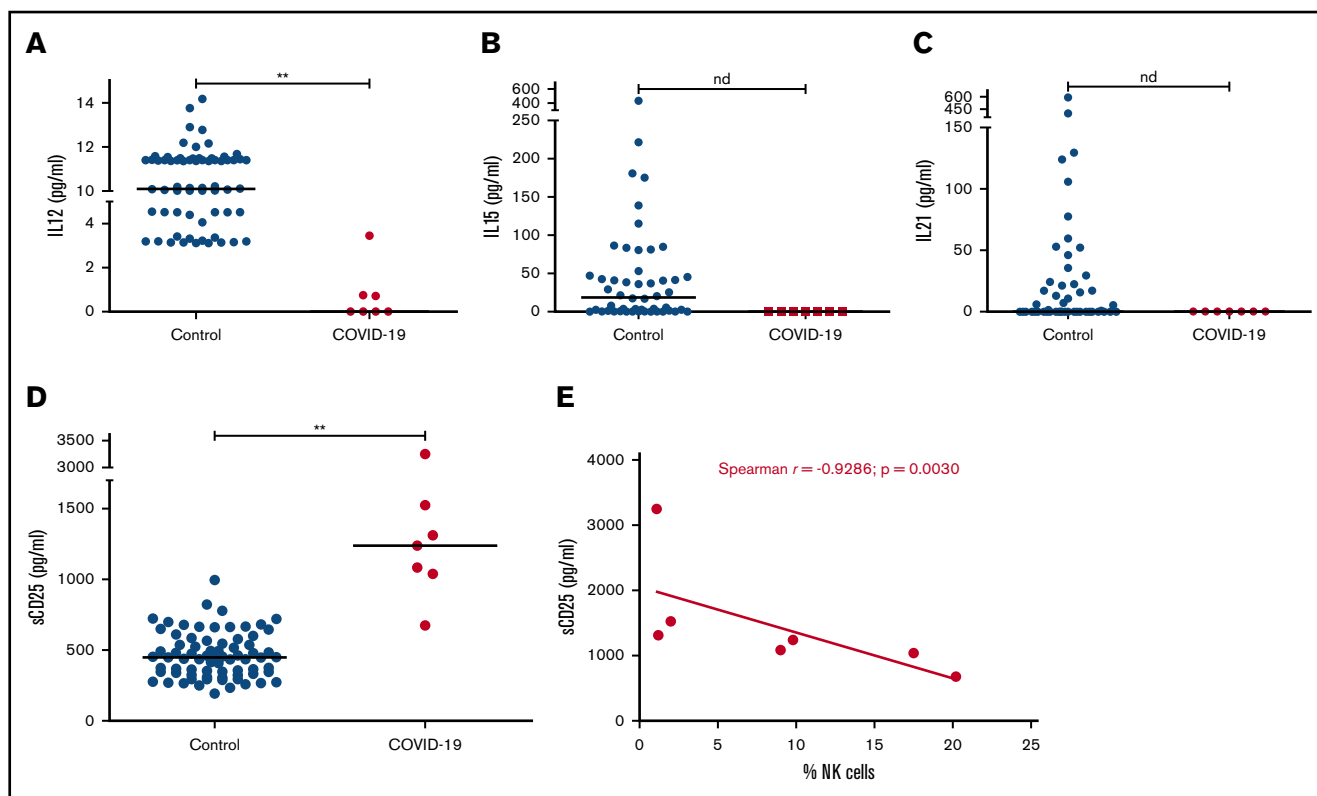 A
B
C
**
nd
nd
IL12 (pg/ml)
14
12
10
4
2
0
Control
COVID-19
IL15 (pg/ml)
600
400
250
200
150
100
50
0
Control
COVID-19
IL21 (pg/ml)
600
450
150
100
50
0
Control
COVID-19
D
E
**
sCD25 (pg/ml)
3500
3000
1500
1000
500
0
Control
COVID-19
Spearman r = -0.9286; p = 0.0030
sCD25 (pg/ml)
4000
3000
2000
1000
0
0 5 10 15 20 25
% NK cells